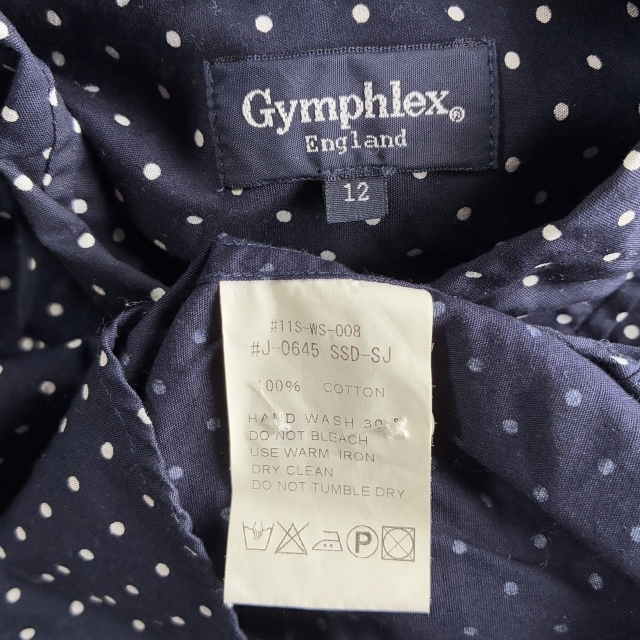 Gymphlex®
England
12
#11S-WS-008
#J-0645 SSD-SJ
100% COTTON
HAND WASH 30
DO NOT BLEACH
USE WARM IRON
DRY CLEAN
DO NOT TUMBLE DRY
P